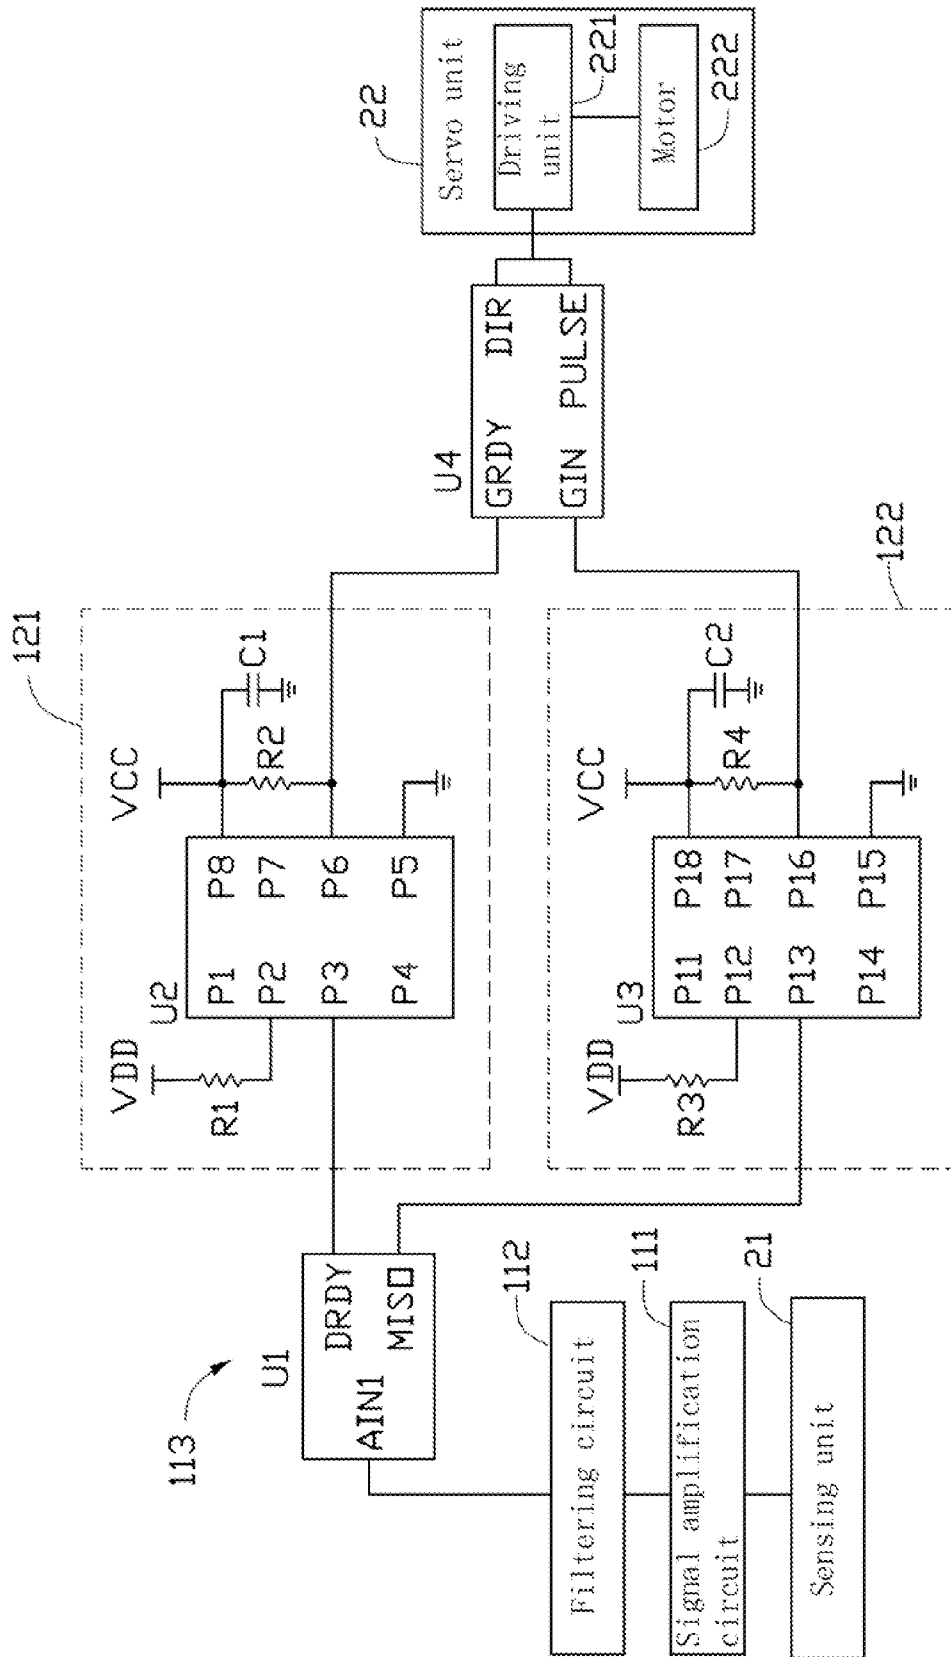 113
U1
AIN1
DRDY
MISO
Filtering circuit
112
Signal amplification
circuit
111
Sensing unit
21
121
VDD
R1
U2
P1
P2
P3
P4
P8
P7
P6
P5
VCC
R2
C1
122
VDD
R3
U3
P11
P12
P13
P14
P18
P17
P16
P15
VCC
R4
C2
U4
GRDY
DIR
GIN
PULSE
22
Servo unit
Driving
unit
221
Motor
222